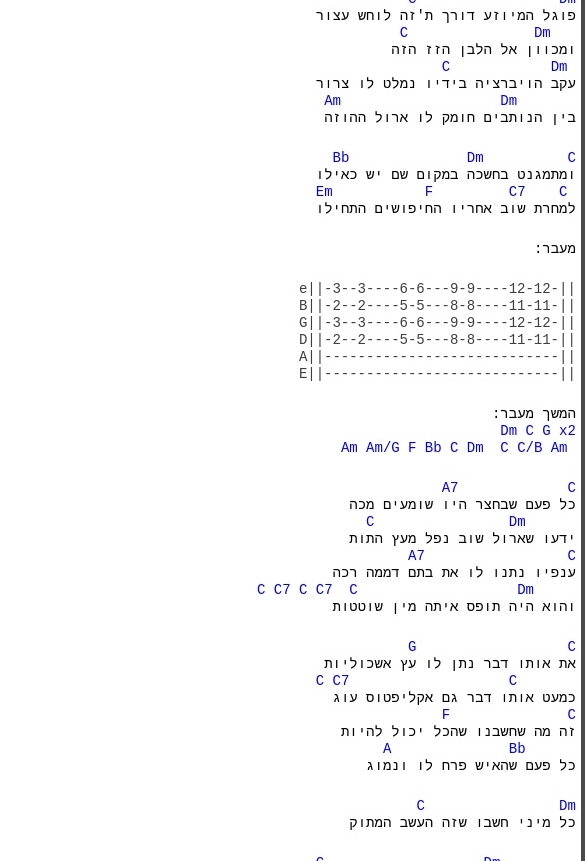 C Dm
פוגל המיוזע דורך ת'זה לוחש עצור
C Dm
ומכוון אל הלבן הזז הזה
C Dm
עקב הויברציה בידיו נמלט לו צרור
Am Dm
בין הנותבים חומק לו ארול ההוזה
Bb Dm C
ומתמגנט בחשכה במקום שם יש כאילו
Em F C7 C
למחרת שוב אחריו החיפושים התחילו
מעבר:
e||-3--3----6-6---9-9----12-12-||
B||-2--2----5-5---8-8----11-11-||
G||-3--3----6-6---9-9----12-12-||
D||-2--2----5-5---8-8----11-11-||
A||---------------------------||
E||---------------------------||
המשך מעבר:
Dm C G x2
Am Am/G F Bb C Dm  C C/B Am
A7 C
כל פעם שבחצר היו שומעים מכה
C Dm
ידעו שארול שוב נפל מעץ התות
A7 C
ענפיו נתנו לו את בתם דממה רכה
C C7 C C7  C Dm
והוא היה תופס איתה מין שוטטות
G C
את אותו דבר נתן לו עץ אשכוליות
C C7 C
כמעט אותו דבר גם אקליפטוס עוג
F C
זה מה שחשבנו שהכל יכול להיות
A Bb
כל פעם שהאיש פרח לו ונמוג
C Dm
כל מיני חשבו שזה העשב המתוק
C Dm